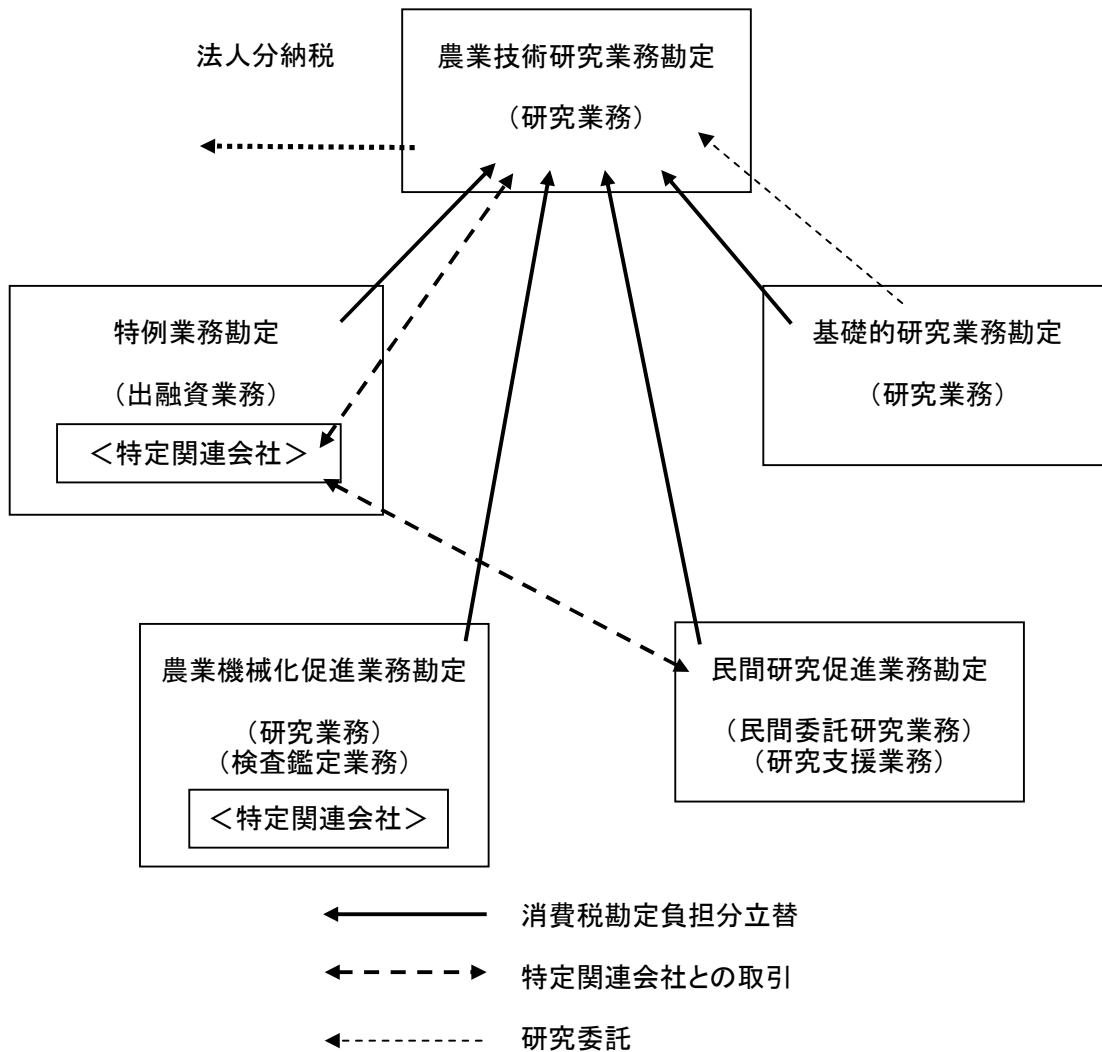 法人分納税
農業技術研究業務勘定
（研究業務）
特例業務勘定
（出融資業務）
＜特定関連会社＞
基礎的研究業務勘定
（研究業務）
農業機械化促進業務勘定
（研究業務）
（検査鑑定業務）
＜特定関連会社＞
民間研究促進業務勘定
（民間委託研究業務）
（研究支援業務）
消費税勘定負担分立替
特定関連会社との取引
研究委託